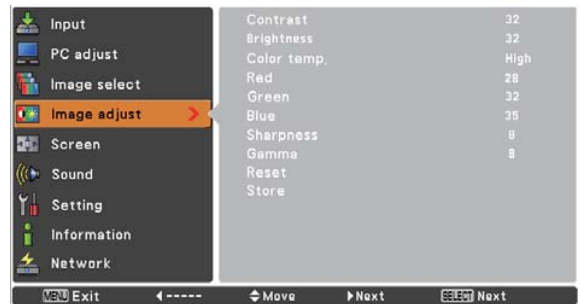 Input
PC adjust
Image select
Image adjust
Screen
Sound
Setting
Information
Network
Contrast 32
Brightness 32
Color temp. High
Red 28
Green 32
Blue 35
Sharpness 8
Gamma 8
Reset
Store
MENU Exit ◀----- Move Next SELECT Next